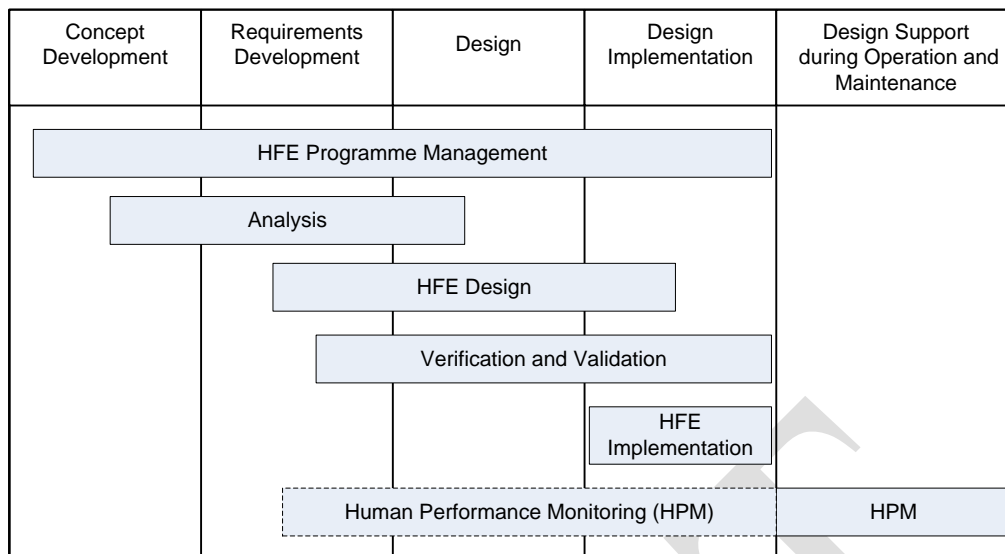 Concept
Development
Requirements
Development
Design
Design
Implementation
Design Support
during Operation and
Maintenance
HFE Programme Management
Analysis
HFE Design
Verification and Validation
HFE
Implementation
Human Performance Monitoring (HPM)
HPM